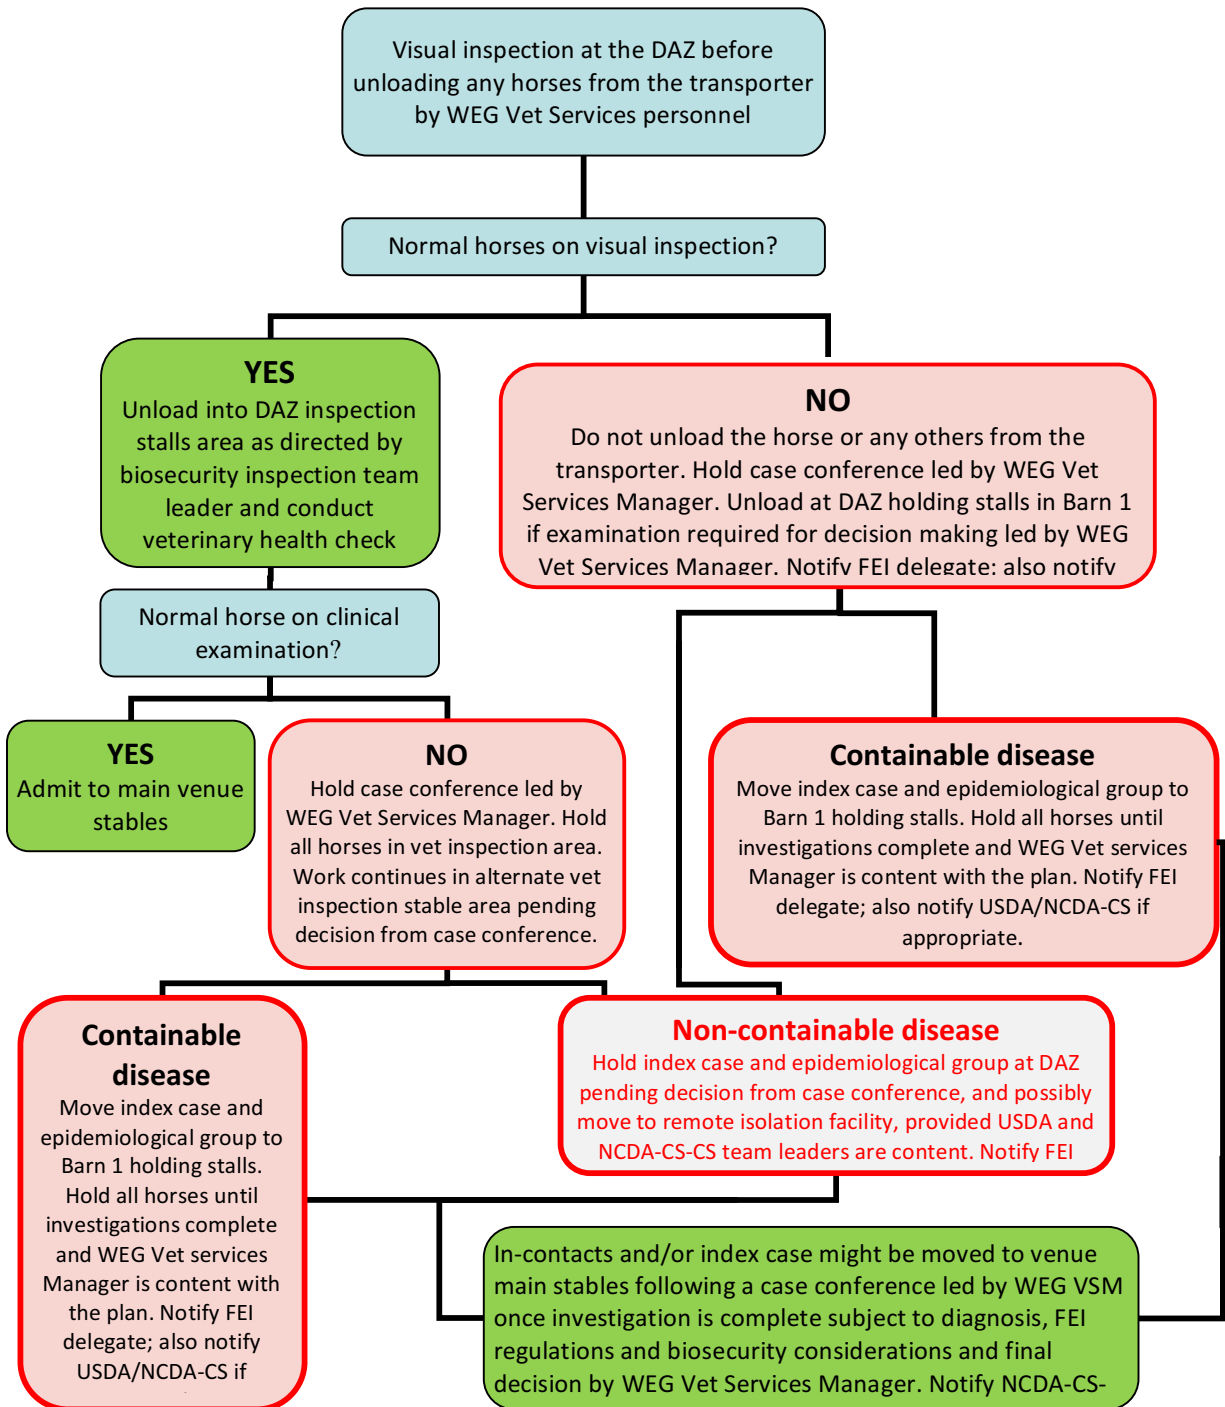 Visual inspection at the DAZ before
unloading any horses from the transporter
by WEG Vet Services personnel
Normal horses on visual inspection?
YES
Unload into DAZ inspection
stalls area as directed by
biosecurity inspection team
leader and conduct
veterinary health check
NO
Do not unload the horse or any others from the
transporter. Hold case conference led by WEG Vet
Services Manager. Unload at DAZ holding stalls in Barn 1
if examination required for decision making led by WEG
Vet Services Manager. Notify FEI delegate; also notify
Normal horse on clinical
examination?
YES
Admit to main venue
stables
NO
Hold case conference led by
WEG Vet Services Manager. Hold
all horses in vet inspection area.
Work continues in alternate vet
inspection stable area pending
decision from case conference.
Containable disease
Move index case and epidemiological group to
Barn 1 holding stalls. Hold all horses until
investigations complete and WEG Vet services
Manager is content with the plan. Notify FEI
delegate; also notify USDA/NCDA-CS if
appropriate.
Containable
disease
Move index case and
epidemiological group to
Barn 1 holding stalls.
Hold all horses until
investigations complete
and WEG Vet services
Manager is content with
the plan. Notify FEI
delegate; also notify
USDA/NCDA-CS if
Non-containable disease
Hold index case and epidemiological group at DAZ
pending decision from case conference, and possibly
move to remote isolation facility, provided USDA and
NCDA-CS-CS team leaders are content. Notify FEI
In-contacts and/or index case might be moved to venue
main stables following a case conference led by WEG VSM
once investigation is complete subject to diagnosis, FEI
regulations and biosecurity considerations and final
decision by WEG Vet Services Manager. Notify NCDA-CS-